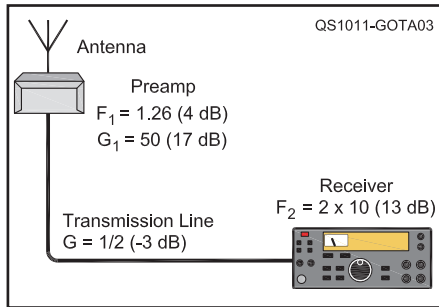 QS1011-GOTA03
Antenna
Preamp
F₁ = 1.26 (4 dB)
G₁ = 50 (17 dB)
Receiver
F₂ = 2 x 10 (13 dB)
Transmission Line
G = 1/2 (-3 dB)